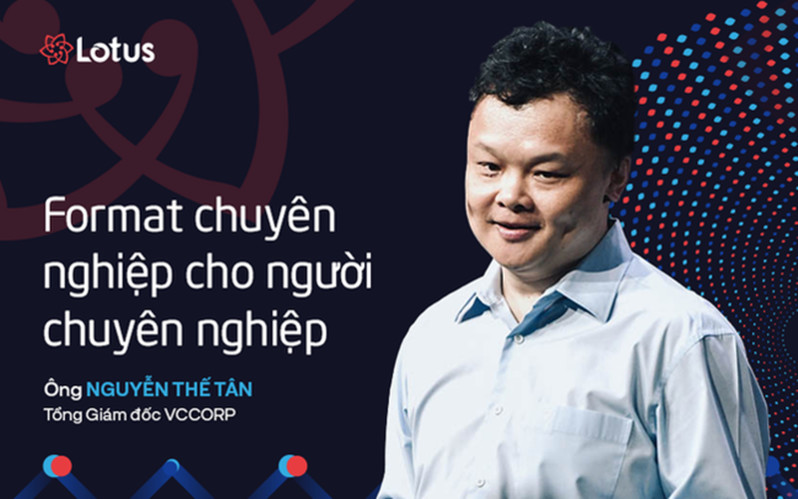 Lotus
Format chuyên
nghiệp cho người
chuyên nghiệp
Ông NGUYỄN THẾ TÂN
Tổng Giám đốc VCCORP